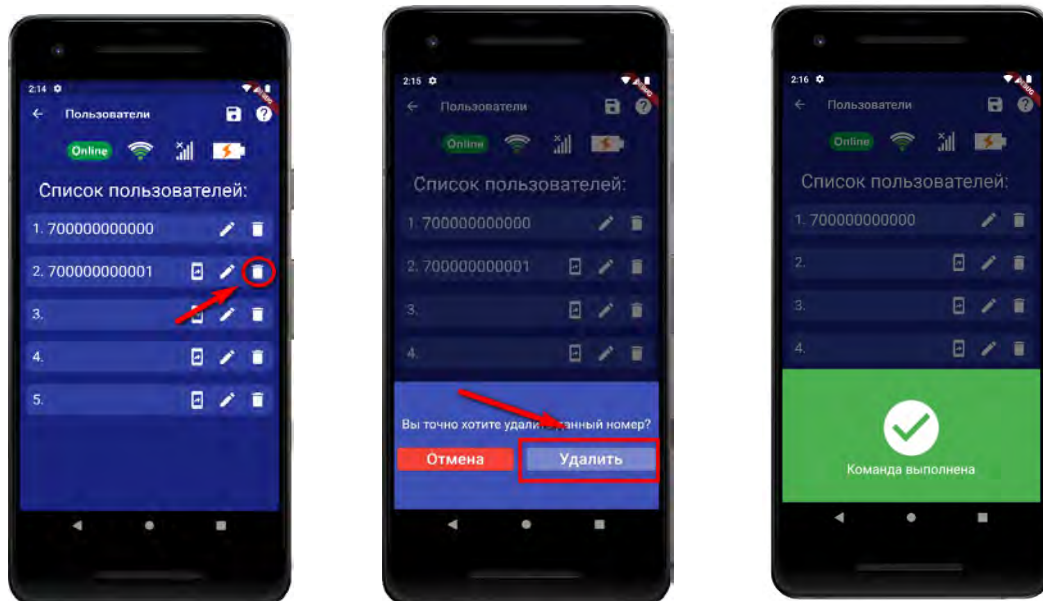 2:14
Пользователи
Online
Список пользователей:
1. 700000000000
2. 700000000001
3.
4.
5.
2:15
Пользователи
Online
Список пользователей:
1. 700000000000
2. 700000000001
3.
4.
Вы точно хотите удалить данный номер?
Отмена Удалить
2:16
Пользователи
Online
Список пользователей:
1. 700000000000
2.
3.
4.
Команда выполнена